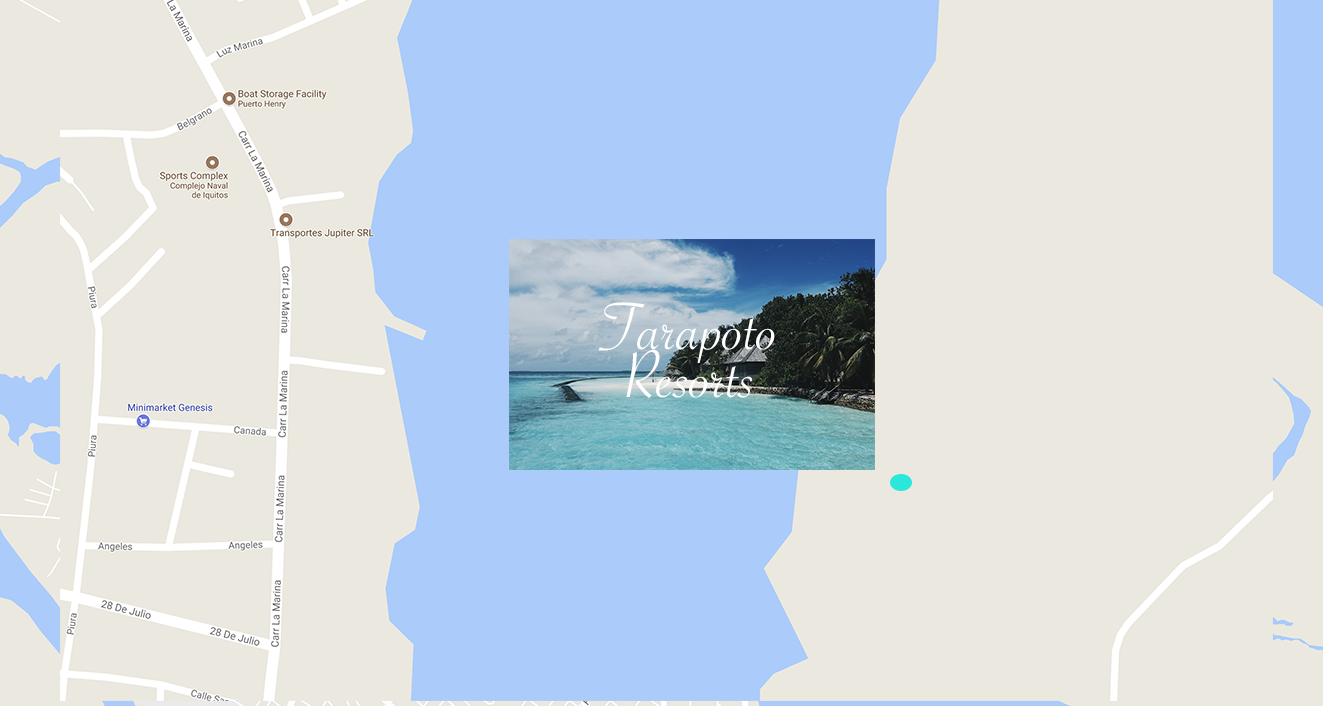 La Marina
Luz Marina
Boat Storage Facility
Puerto Henry
Belgrano
Carr La Marina
Sports Complex
Complejo Naval
de Iquitos
Transportes Jupiter SRL
Carr La Marina
Piura
Carr La Marina
Tarapoto
Resorts
Minimarket Genesis
Canada
Piura
Carr La Marina
Angeles
Angeles
Carr La Marina
28 De Julio
28 De Julio
Piura
Calle